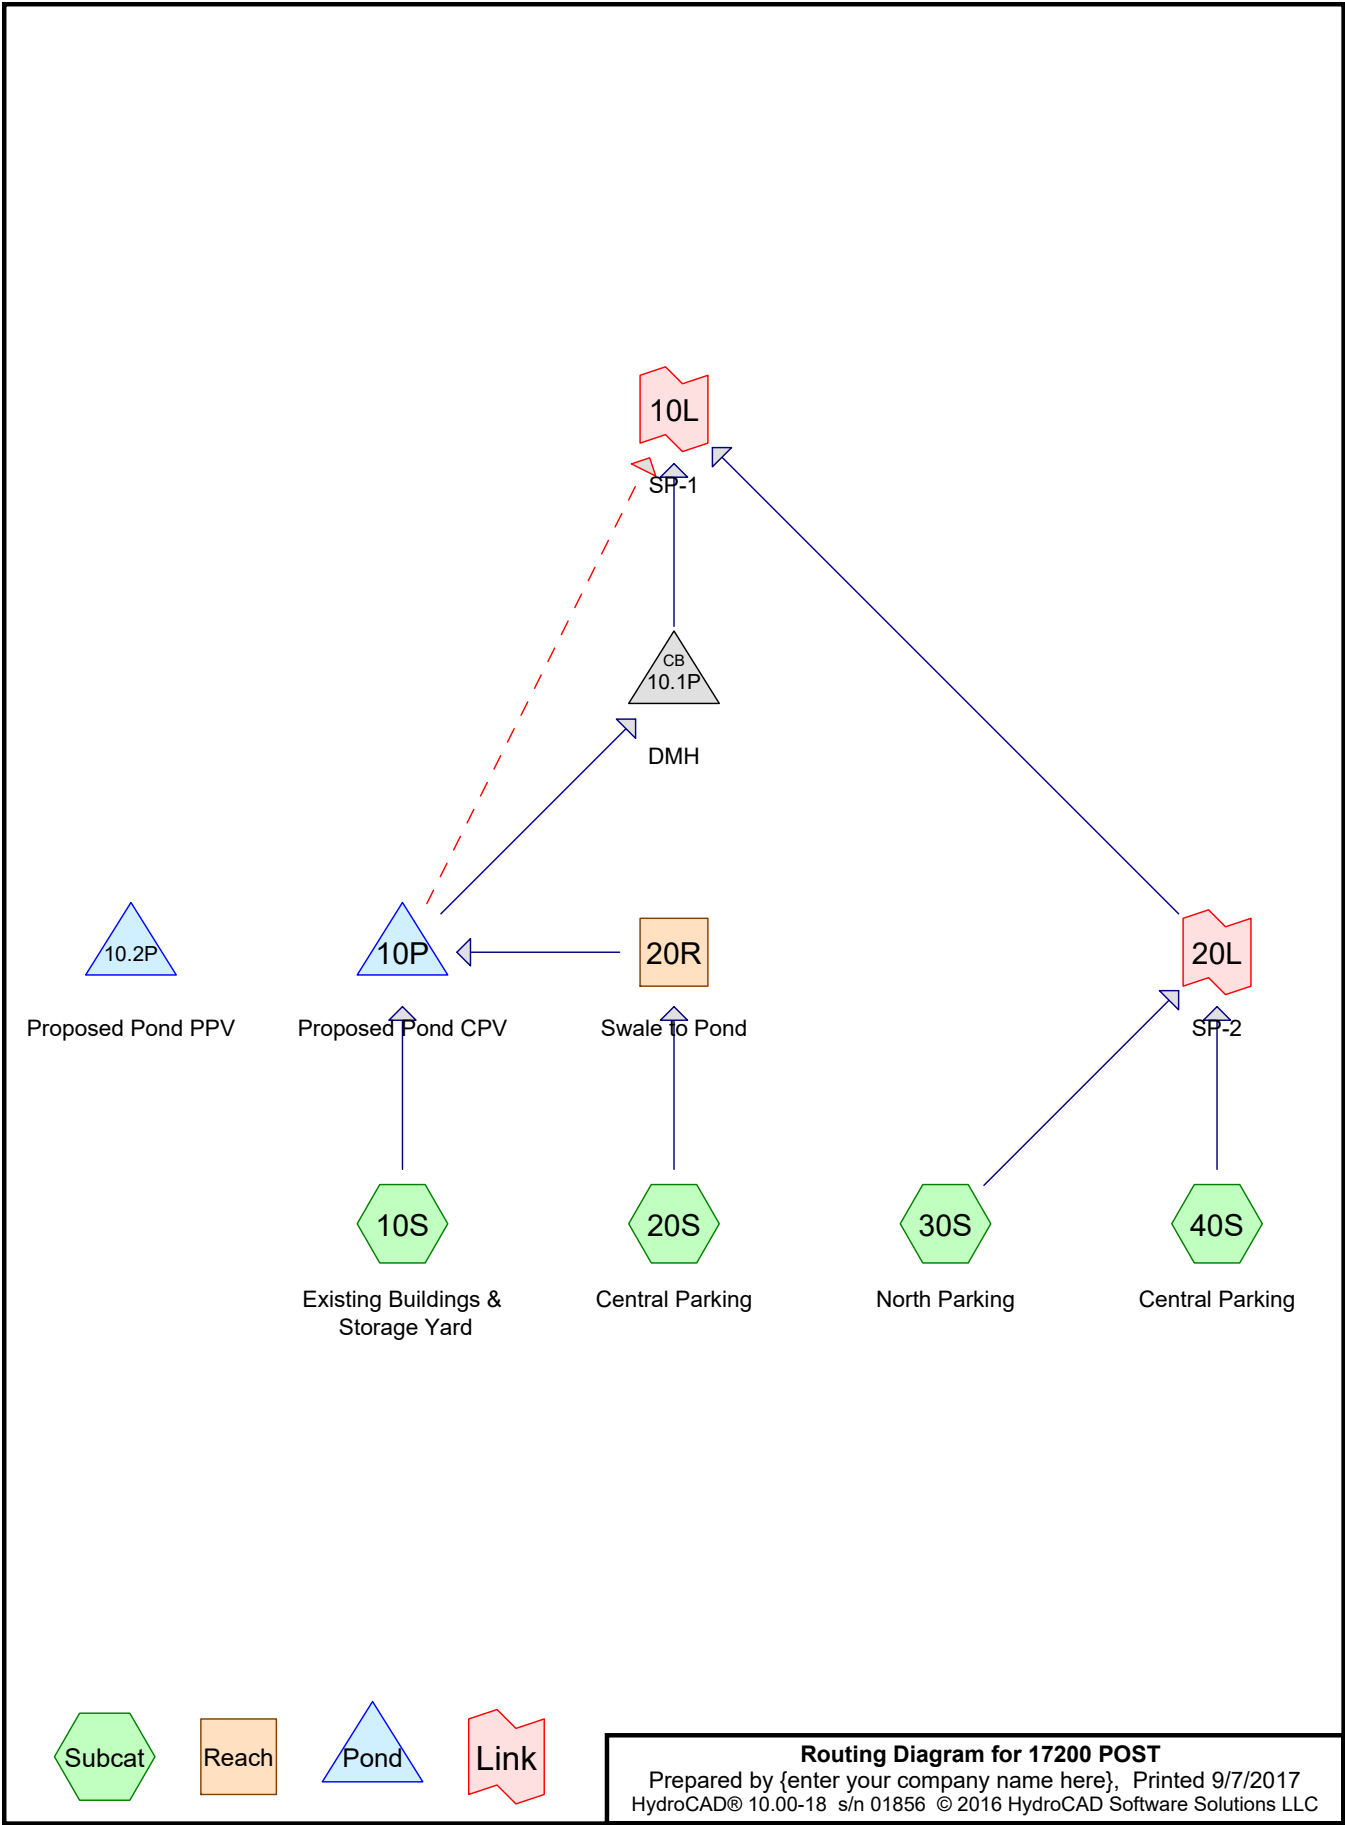 10L
SP-1
CB
10.1P
DMH
10.2P
10P
20R
20L
Proposed Pond PPV
Proposed Pond CPV
Swale to Pond
SP-2
10S
20S
30S
40S
Existing Buildings &
Storage Yard
Central Parking
North Parking
Central Parking
Subcat
Reach
Pond
Link
Routing Diagram for 17200 POST
Prepared by {enter your company name here}, Printed 9/7/2017
HydroCAD® 10.00-18 s/n 01856 © 2016 HydroCAD Software Solutions LLC